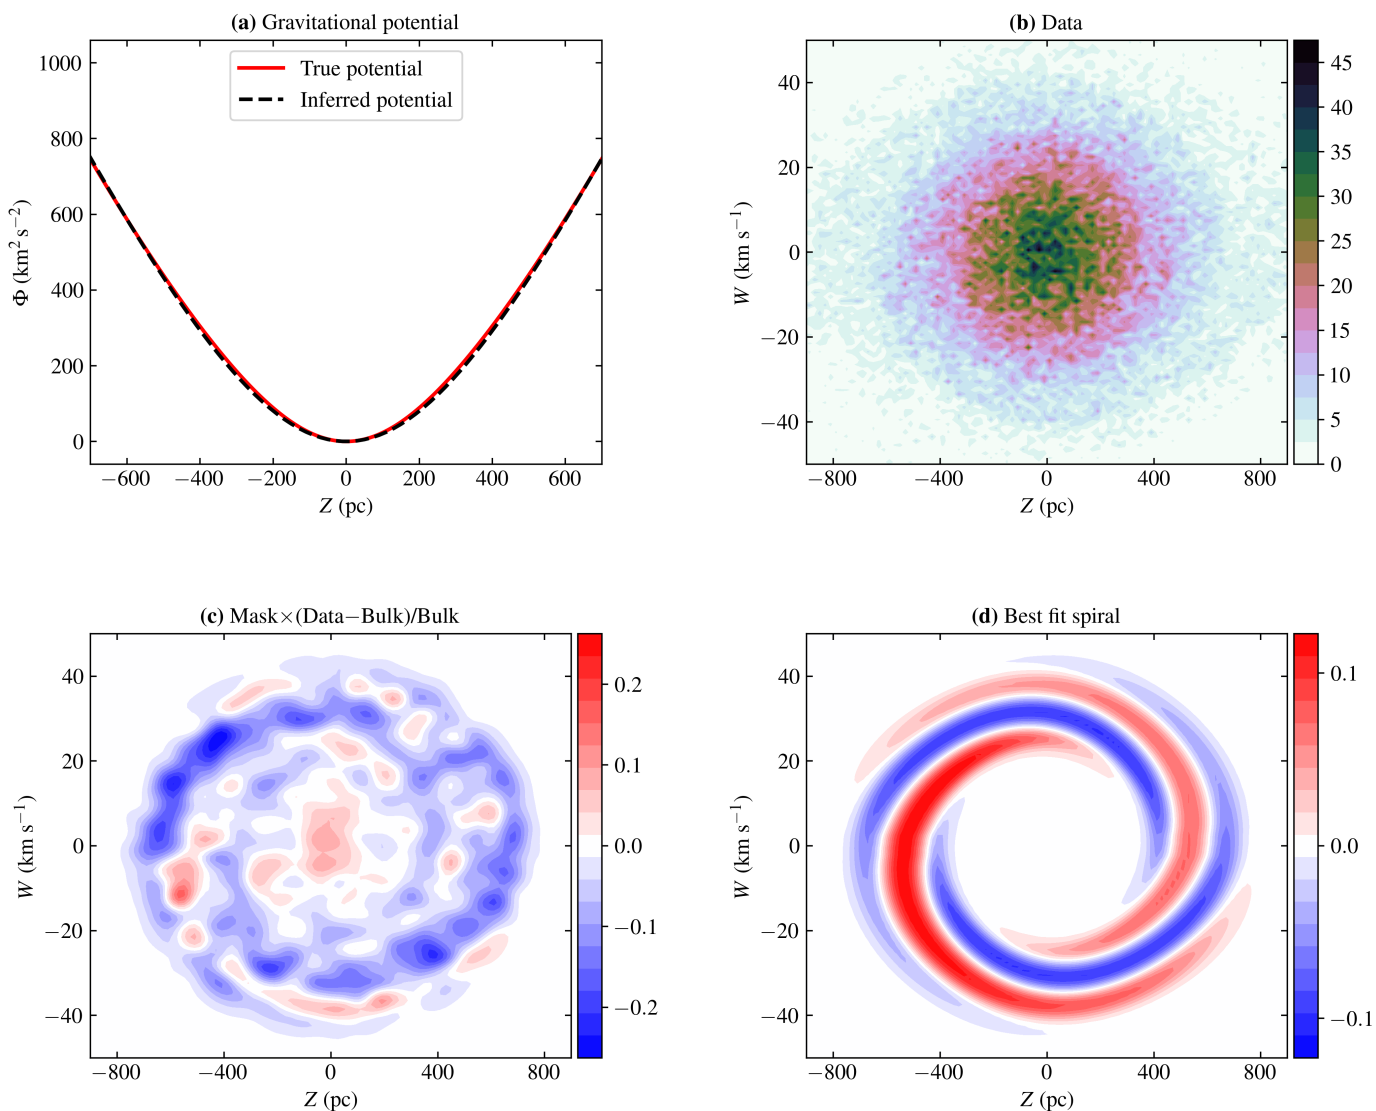 (a) Gravitational potential
1000
800
600
400
200
0
Φ (km² s⁻²)
True potential
Inferred potential
−600 −400 −200 0 200 400 600
Z (pc)
(b) Data
40
20
0
−20
−40
W (km s⁻¹)
−800 −400 0 400 800
Z (pc)
45
40
35
30
25
20
15
10
5
0
(c) Mask×(Data−Bulk)/Bulk
40
20
0
−20
−40
W (km s⁻¹)
−800 −400 0 400 800
Z (pc)
0.2
0.1
0.0
−0.1
−0.2
(d) Best fit spiral
40
20
0
−20
−40
W (km s⁻¹)
−800 −400 0 400 800
Z (pc)
0.1
0.0
−0.1